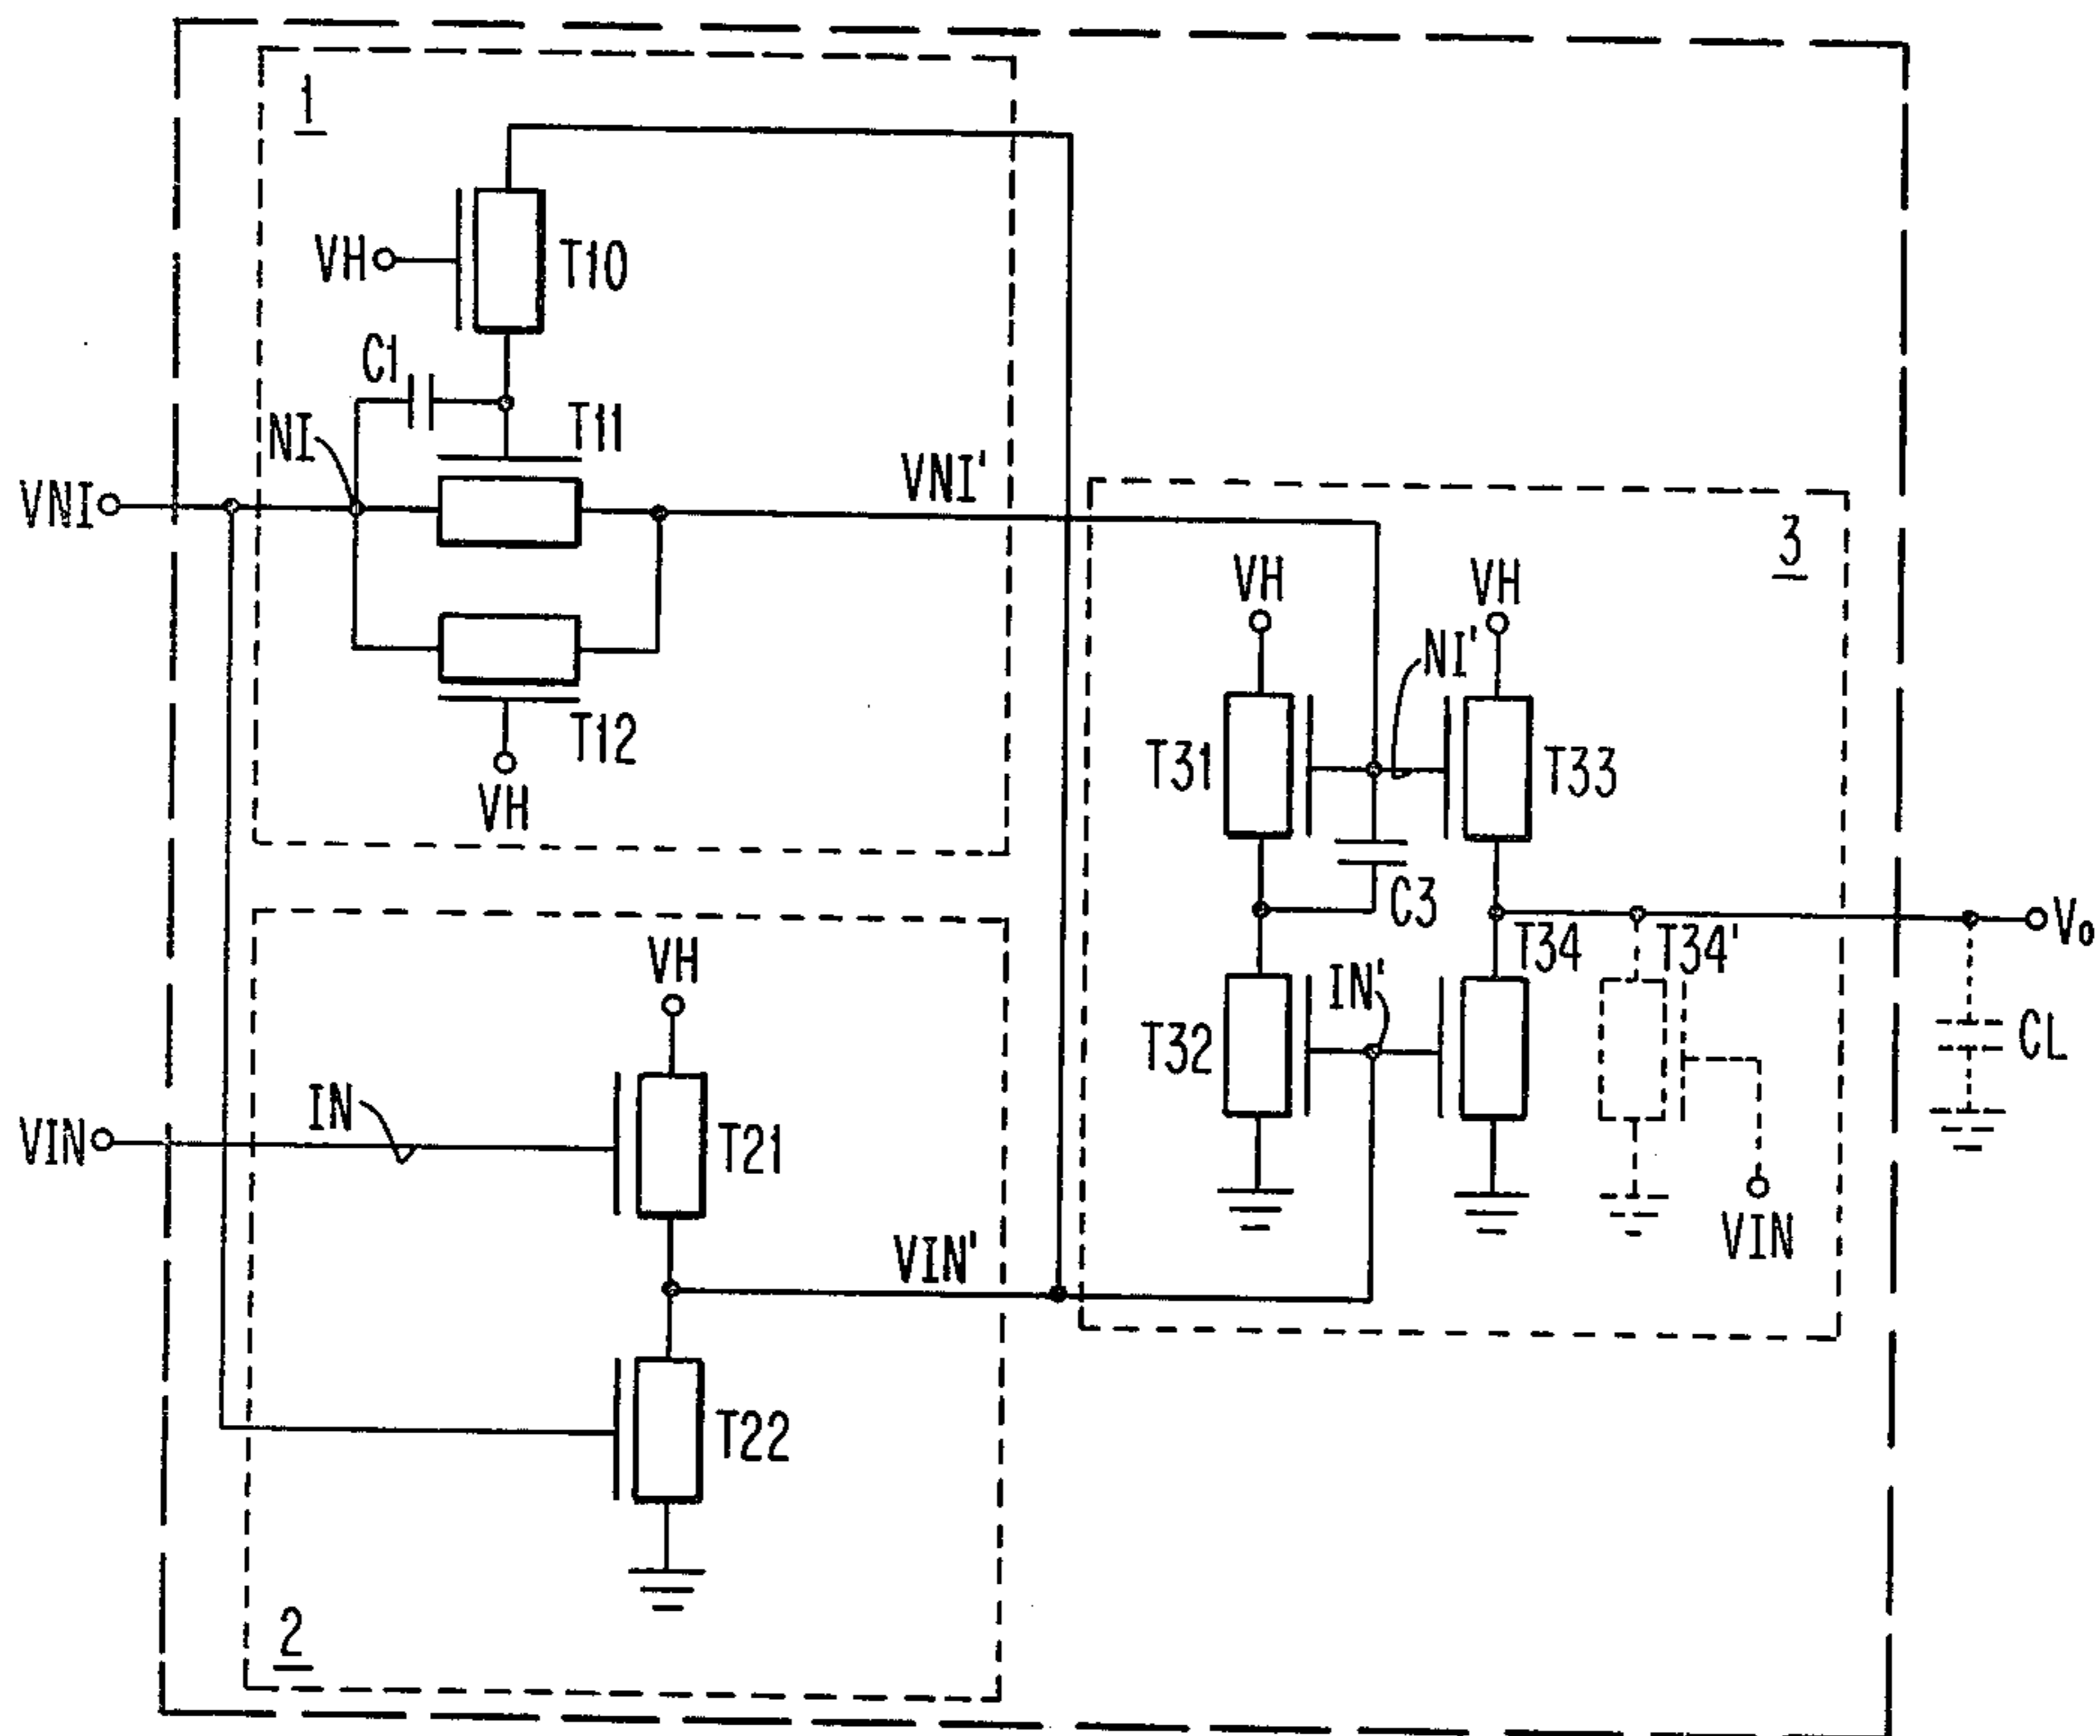 1
VH
T10
C1
T11
NI
VNI'
VNI
3
VH
VH
NI'
T12
T31
T33
VH
C3
V0
T34
T34'
VH
IN'
T32
CL
IN
VIN
T21
VIN'
VIN
T22
2